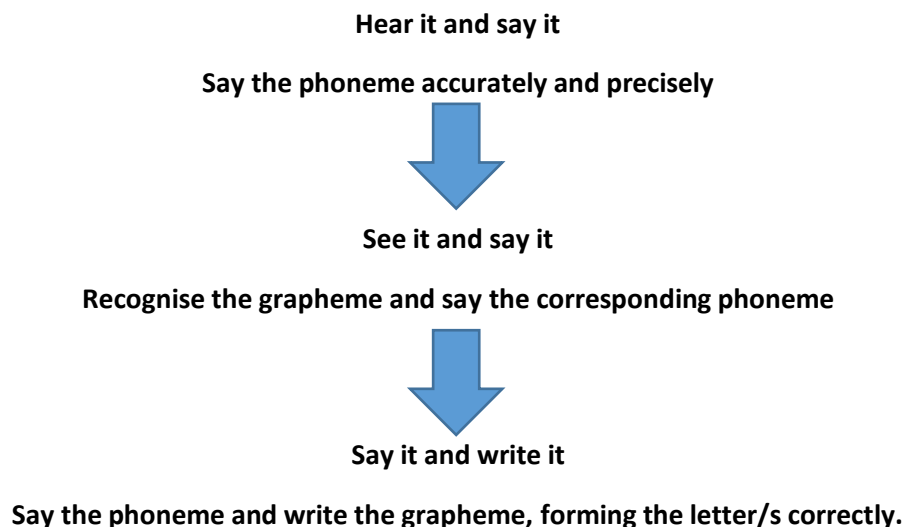 Hear it and say it
Say the phoneme accurately and precisely
See it and say it
Recognise the grapheme and say the corresponding phoneme
Say it and write it
Say the phoneme and write the grapheme, forming the letter/s correctly.